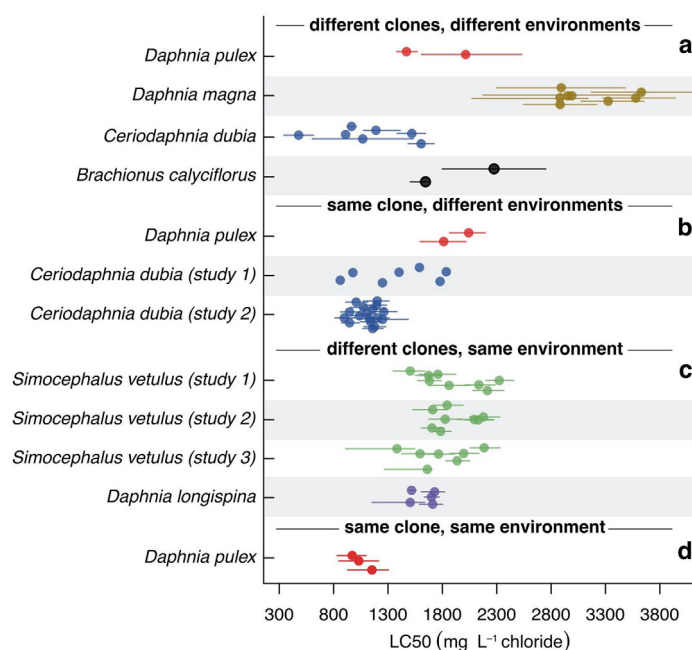 different clones, different environments
a
Daphnia pulex
Daphnia magna
Ceriodaphnia dubia
Brachionus calyciflorus
same clone, different environments
b
Daphnia pulex
Ceriodaphnia dubia (study 1)
Ceriodaphnia dubia (study 2)
different clones, same environment
c
Simocephalus vetulus (study 1)
Simocephalus vetulus (study 2)
Simocephalus vetulus (study 3)
Daphnia longispina
same clone, same environment
d
Daphnia pulex
300 800 1300 1800 2300 2800 3300 3800
LC50 (mg L⁻¹ chloride)